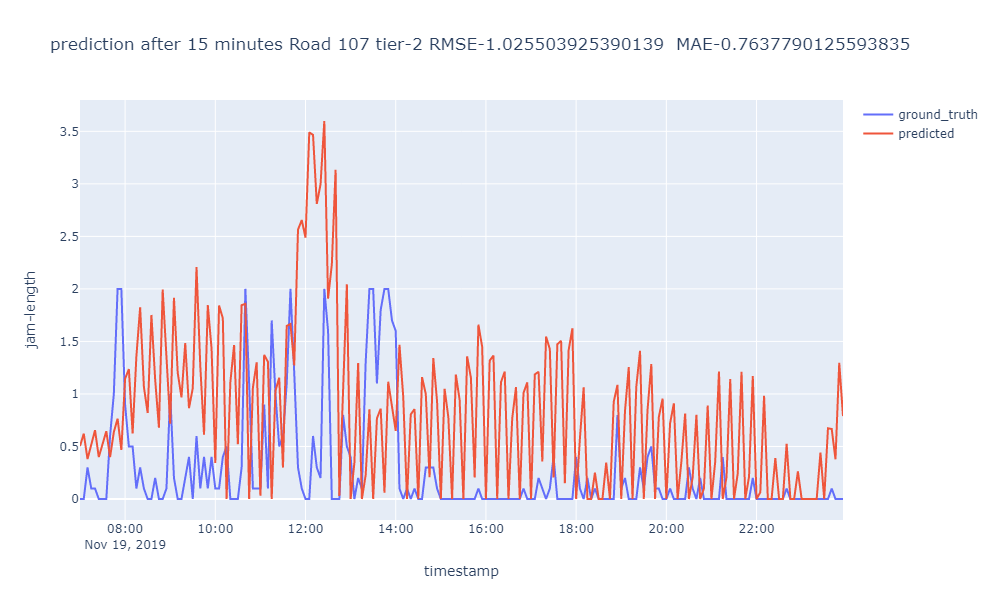 prediction after 15 minutes Road 107 tier-2 RMSE-1.025503925390139 MAE-0.7637790125593835
ground_truth
predicted
3.5
3
2.5
2
1.5
1
0.5
0
jam-length
08:00 10:00 12:00 14:00 16:00 18:00 20:00 22:00
Nov 19, 2019
timestamp